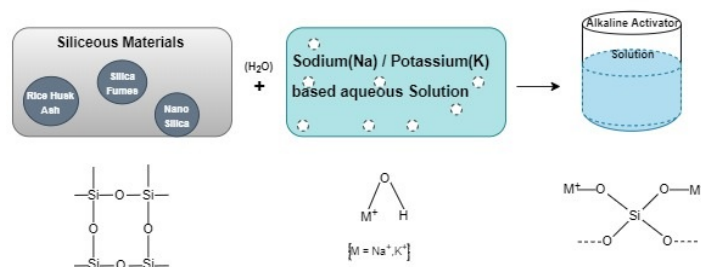 Siliceous Materials
Rice Husk
Ash
Silica
Fumes
Nano
Silica
(H₂O)
+
Sodium(Na) / Potassium(K)
based aqueous Solution
Alkaline Activator
Solution
Si O Si
O O
Si O Si
O
M⁺ H
[M = Na⁺,K⁺]
M⁺ O O M
Si
O O